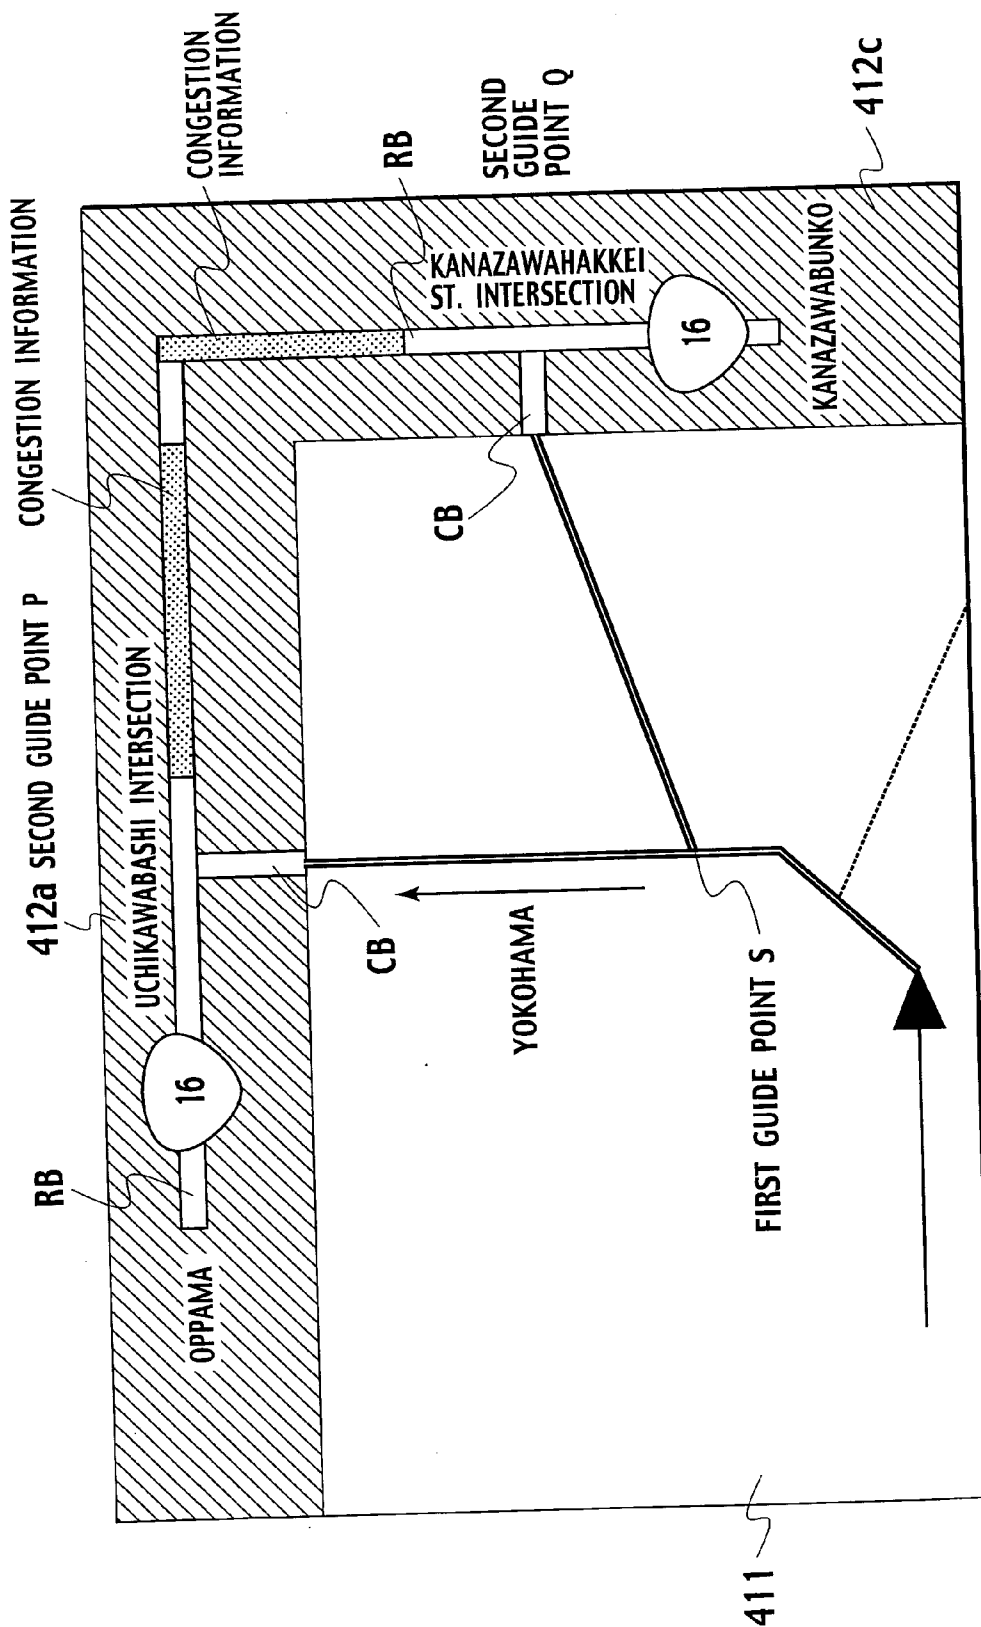 412a SECOND GUIDE POINT P
CONGESTION INFORMATION
CONGESTION
INFORMATION
UCHIKAWABASHI INTERSECTION
RB
16
OPPAMA
RB
SECOND
GUIDE
POINT Q
KANAZAWAHAKKEI
ST. INTERSECTION
16
KANAZAWABUNKO
412c
CB
CB
YOKOHAMA
FIRST GUIDE POINT S
411